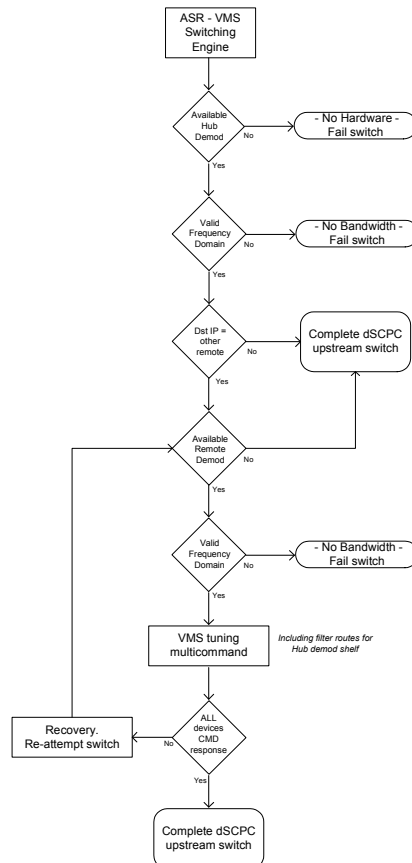 ASR - VMS
Switching
Engine
Available
Hub
Demod
No
- No Hardware -
Fail switch
Yes
Valid
Frequency
Domain
No
- No Bandwidth -
Fail switch
Yes
Dst IP =
other
remote
No
Complete dSCPC
upstream switch
Yes
Available
Remote
Demod
No
Yes
Valid
Frequency
Domain
No
- No Bandwidth -
Fail switch
Yes
VMS tuning
multicommand
Including filter routes for
Hub demod shelf
ALL
devices
CMD
response
No
Recovery.
Re-attempt switch
Yes
Complete dSCPC
upstream switch